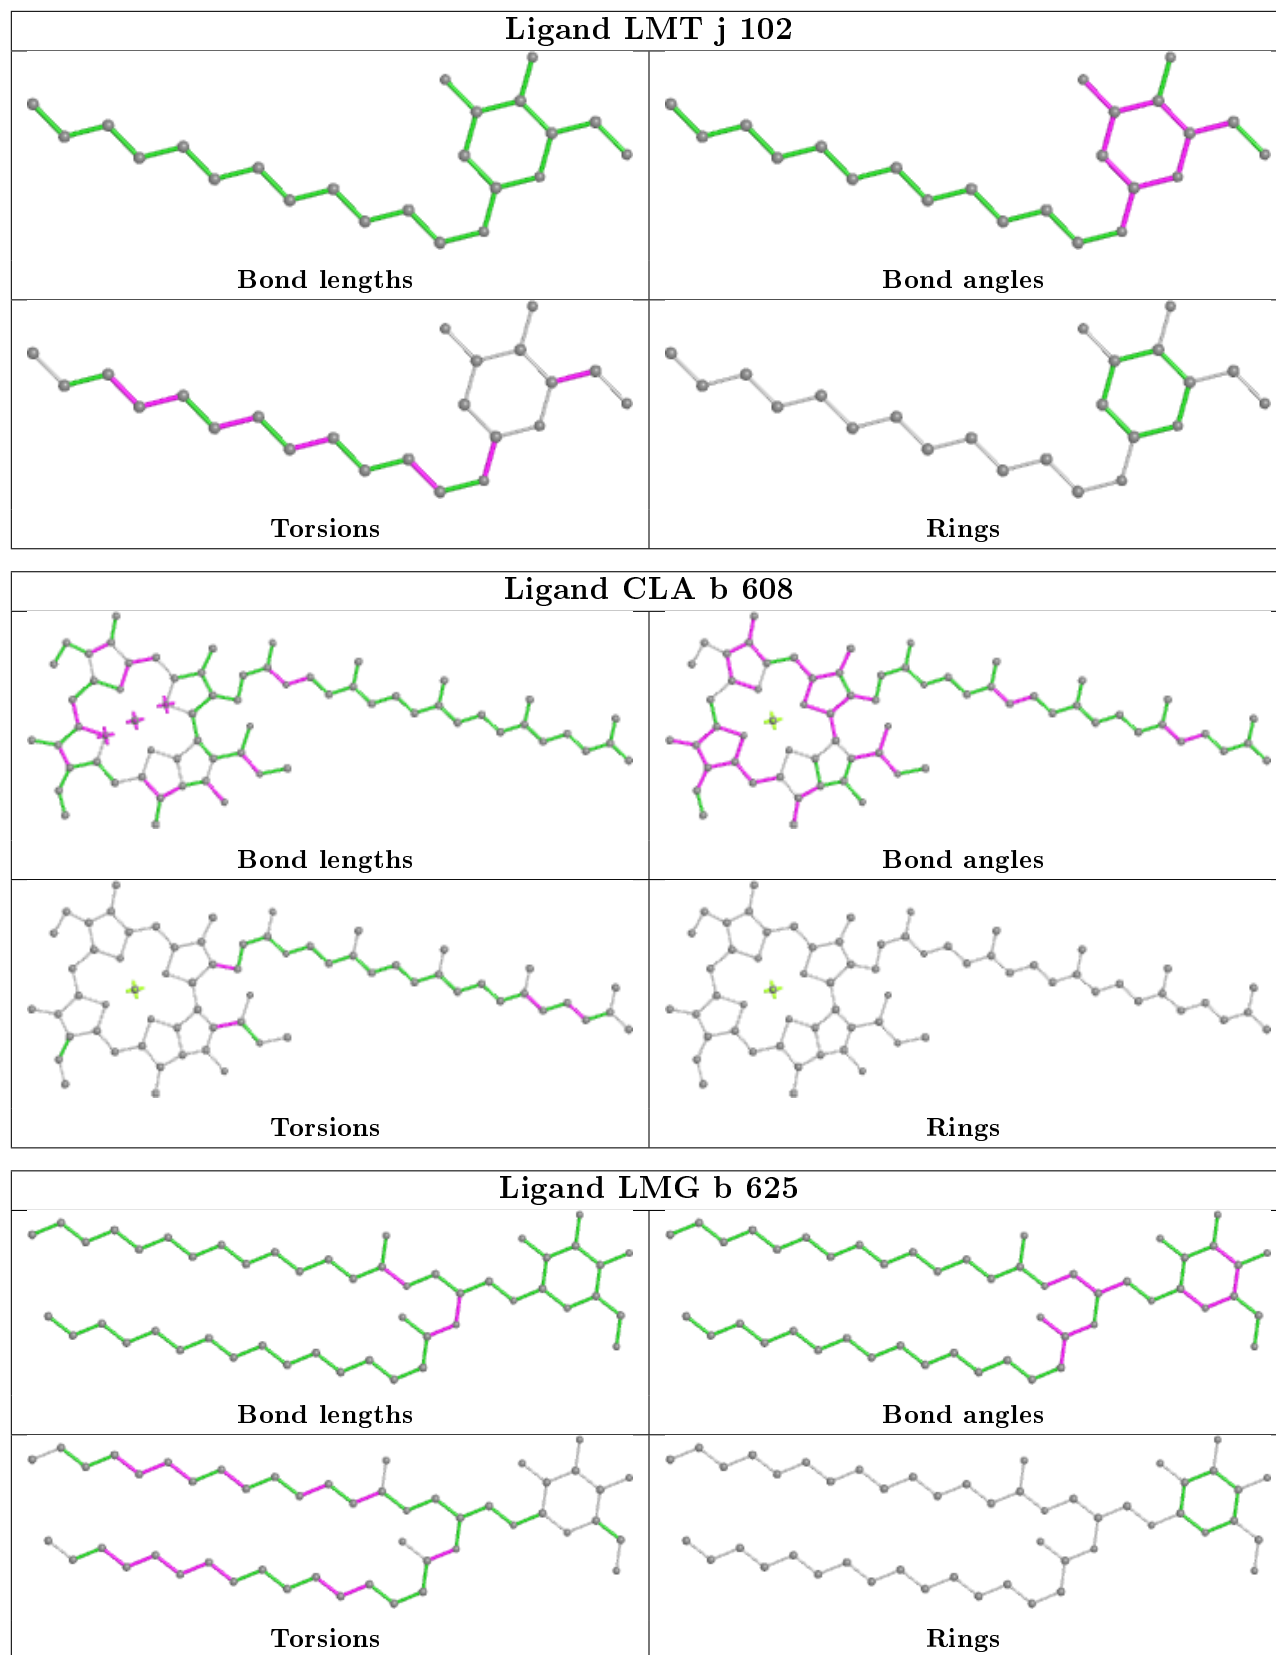 Ligand LMT j 102
Bond lengths
Bond angles
Torsions
Rings
Ligand CLA b 608
Bond lengths
Bond angles
Torsions
Rings
Ligand LMG b 625
Bond lengths
Bond angles
Torsions
Rings